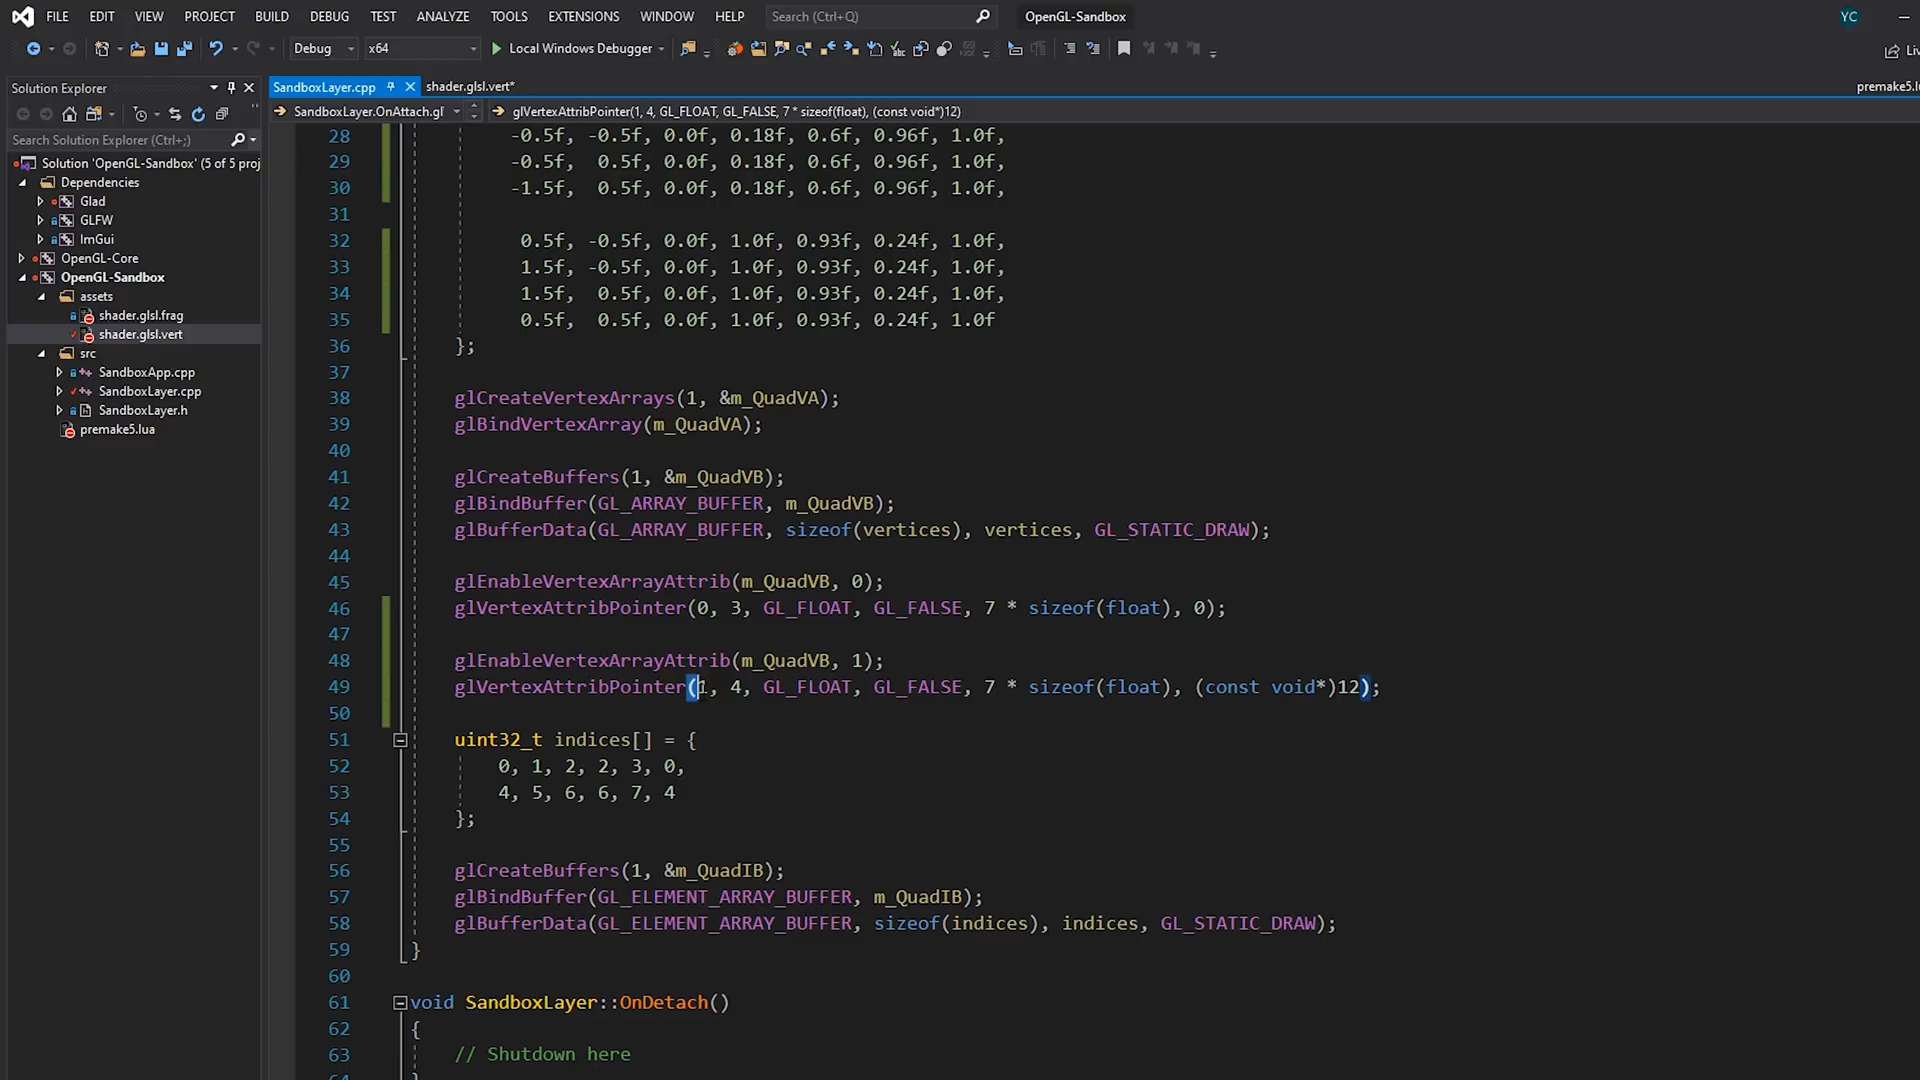 FILE EDIT VIEW PROJECT BUILD DEBUG TEST ANALYZE TOOLS EXTENSIONS WINDOW HELP Search (Ctrl+Q) OpenGL-Sandbox YC
Debug x64 Local Windows Debugger Liv
Solution Explorer
Search Solution Explorer (Ctrl+;)
Solution 'OpenGL-Sandbox' (5 of 5 proj
Dependencies
Glad
GLFW
ImGui
OpenGL-Core
OpenGL-Sandbox
assets
shader.glsl.frag
shader.glsl.vert
src
SandboxApp.cpp
SandboxLayer.cpp
SandboxLayer.h
premake5.lua
SandboxLayer.cpp shader.glsl.vert* premake5.l
SandboxLayer.OnAttach.gl glVertexAttribPointer(1, 4, GL_FLOAT, GL_FALSE, 7 * sizeof(float), (const void*)12)
28 -0.5f, -0.5f, 0.0f, 0.18f, 0.6f, 0.96f, 1.0f,
29 -0.5f, 0.5f, 0.0f, 0.18f, 0.6f, 0.96f, 1.0f,
30 -1.5f, 0.5f, 0.0f, 0.18f, 0.6f, 0.96f, 1.0f,
31
32 0.5f, -0.5f, 0.0f, 1.0f, 0.93f, 0.24f, 1.0f,
33 1.5f, -0.5f, 0.0f, 1.0f, 0.93f, 0.24f, 1.0f,
34 1.5f, 0.5f, 0.0f, 1.0f, 0.93f, 0.24f, 1.0f,
35 0.5f, 0.5f, 0.0f, 1.0f, 0.93f, 0.24f, 1.0f
36 };
37
38 glCreateVertexArrays(1, &m_QuadVA);
39 glBindVertexArray(m_QuadVA);
40
41 glCreateBuffers(1, &m_QuadVB);
42 glBindBuffer(GL_ARRAY_BUFFER, m_QuadVB);
43 glBufferData(GL_ARRAY_BUFFER, sizeof(vertices), vertices, GL_STATIC_DRAW);
44
45 glEnableVertexArrayAttrib(m_QuadVB, 0);
46 glVertexAttribPointer(0, 3, GL_FLOAT, GL_FALSE, 7 * sizeof(float), 0);
47
48 glEnableVertexArrayAttrib(m_QuadVB, 1);
49 glVertexAttribPointer(1, 4, GL_FLOAT, GL_FALSE, 7 * sizeof(float), (const void*)12);
50
51 uint32_t indices[] = {
52 0, 1, 2, 2, 3, 0,
53 4, 5, 6, 6, 7, 4
54 };
55
56 glCreateBuffers(1, &m_QuadIB);
57 glBindBuffer(GL_ELEMENT_ARRAY_BUFFER, m_QuadIB);
58 glBufferData(GL_ELEMENT_ARRAY_BUFFER, sizeof(indices), indices, GL_STATIC_DRAW);
59 }
60
61 void SandboxLayer::OnDetach()
62 {
63 // Shutdown here